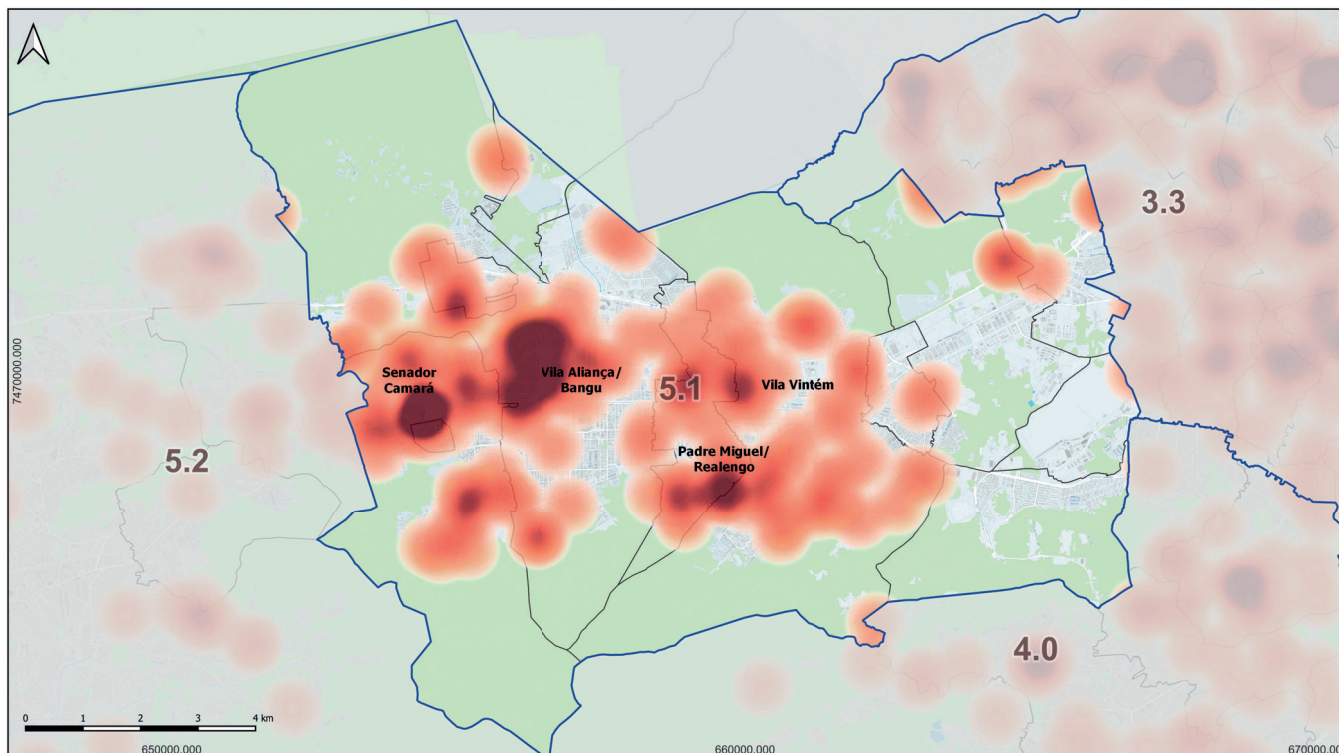 3.3
Senador
Camará
Vila Aliança/
Bangu
5.1
Vila Vintém
Padre Miguel/
Realengo
5.2
4.0
7470000.000
0 1 2 3 4 km
650000.000
660000.000
670000.000